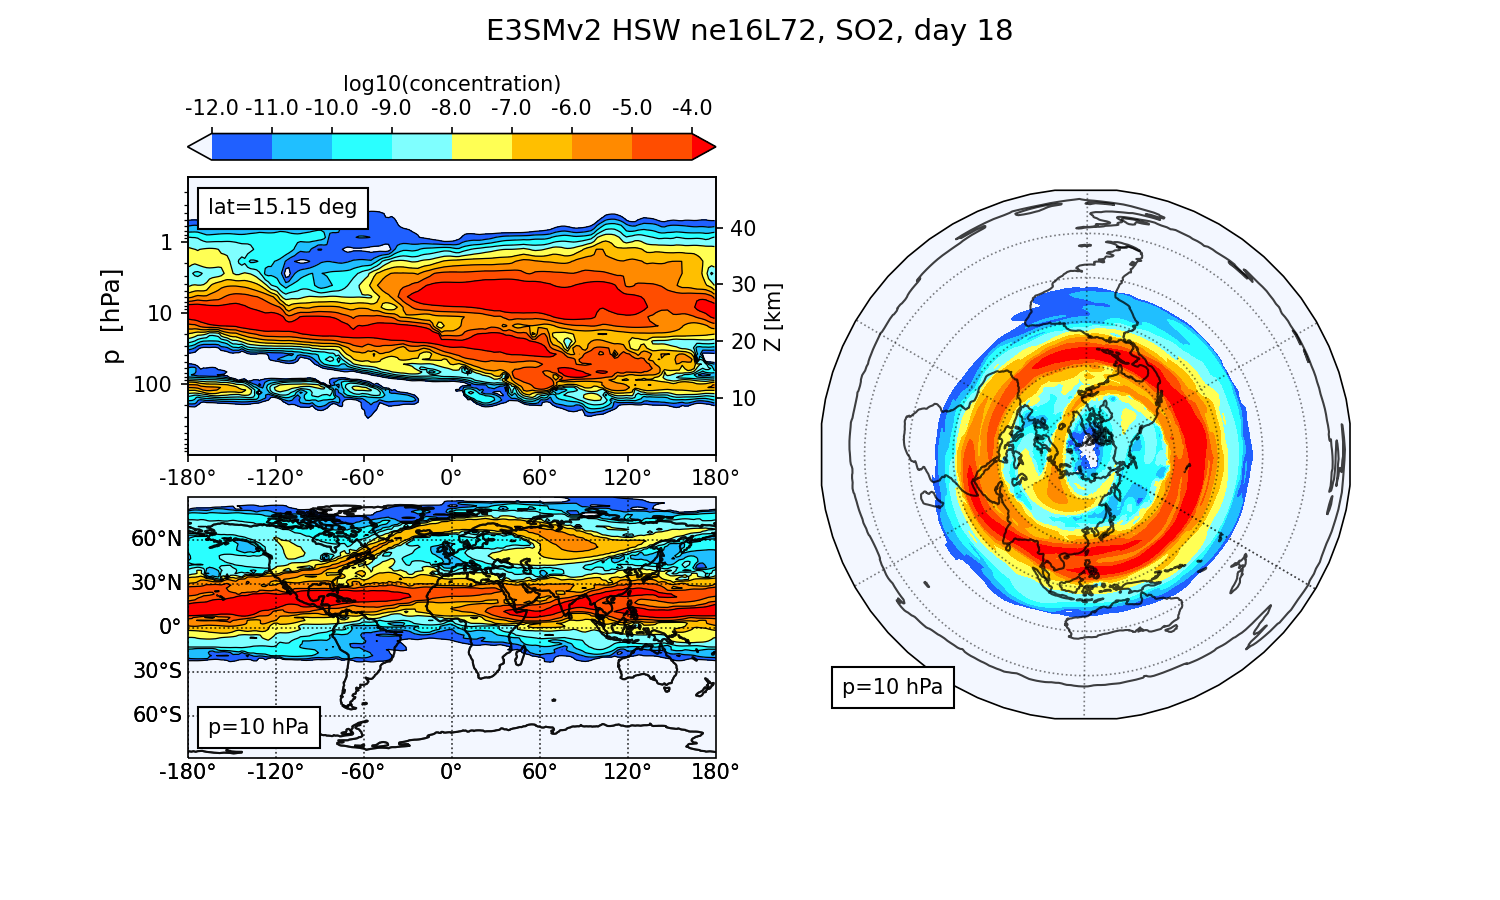 E3SMv2 HSW ne16L72, SO2, day 18
log10(concentration)
-12.0 -11.0 -10.0 -9.0 -8.0 -7.0 -6.0 -5.0 -4.0
lat=15.15 deg
p [hPa]
1
10
100
40
30
20
10
Z [km]
-180° -120° -60° 0° 60° 120° 180°
60°N
30°N
0°
30°S
60°S
p=10 hPa
-180° -120° -60° 0° 60° 120° 180°
p=10 hPa